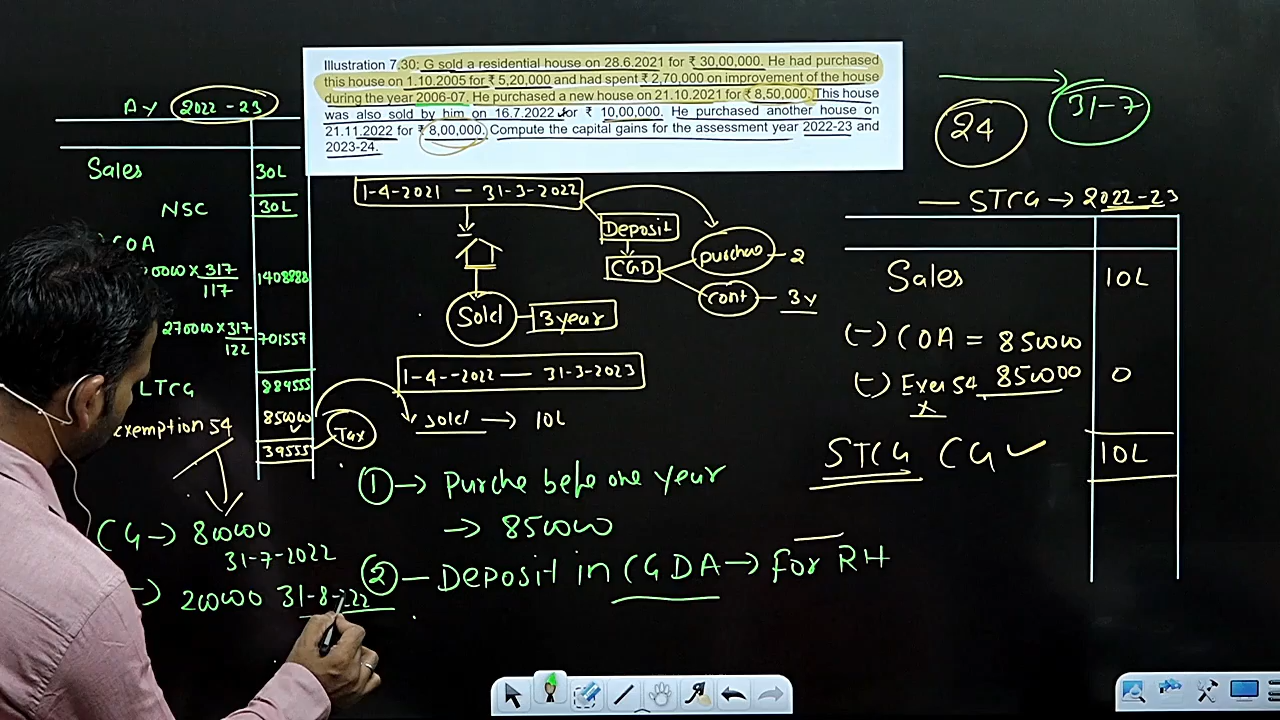 Illustration 7.30: G sold a residential house on 28.6.2021 for ₹ 30,00,000. He had purchased
this house on 1.10.2005 for ₹ 5,20,000 and had spent ₹ 2,70,000 on improvement of the house
during the year 2006-07. He purchased a new house on 21.10.2021 for ₹ 8,50,000. This house
was also sold by him on 16.7.2022 for ₹ 10,00,000. He purchased another house on
21.11.2022 for ₹ 8,00,000. Compute the capital gains for the assessment year 2022-23 and
2023-24.
AY 2022-23
Sales 30L
NSC 30L
COA
317
117
1408888
270000 × 317
122
701557
LTCG 889555
exemption 54 850000
39555
Tax
CG → 800000
31-7-2022
200000 31-8-22
1-4-2021 — 31-3-2022
Deposit
CGD
purchase — 2
Cont — 3y
Sold
3 year
1-4--2022 — 31-3-2023
Sold → 10L
① → Purche befe one year
→ 850000
② — Deposit in CGDA → for RH
24
31-7
— STCG → 2022-23
Sales 10L
(-) COA = 850000
(-) Exem 54 850000 0
x
STCG CG ✓ 10L